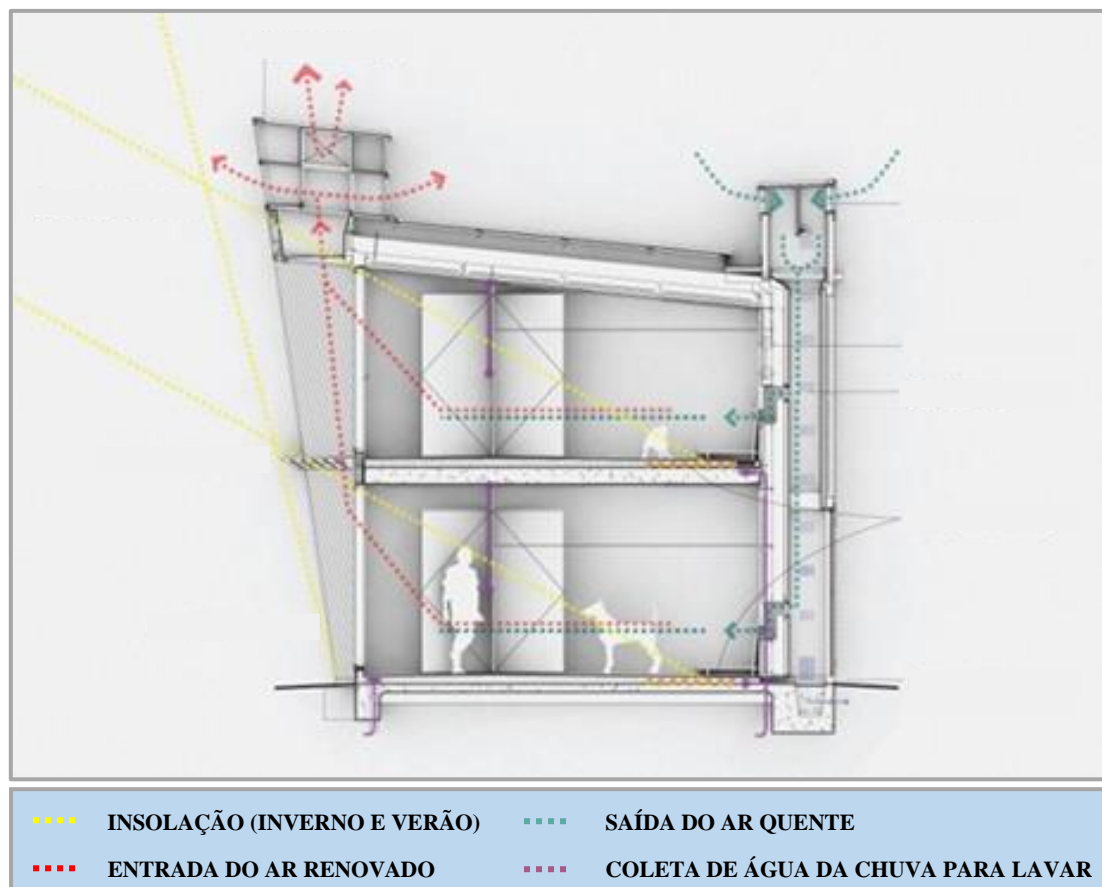 INSOLAÇÃO (INVERNO E VERÃO) SAÍDA DO AR QUENTE
ENTRADA DO AR RENOVADO COLETA DE ÁGUA DA CHUVA PARA LAVAR